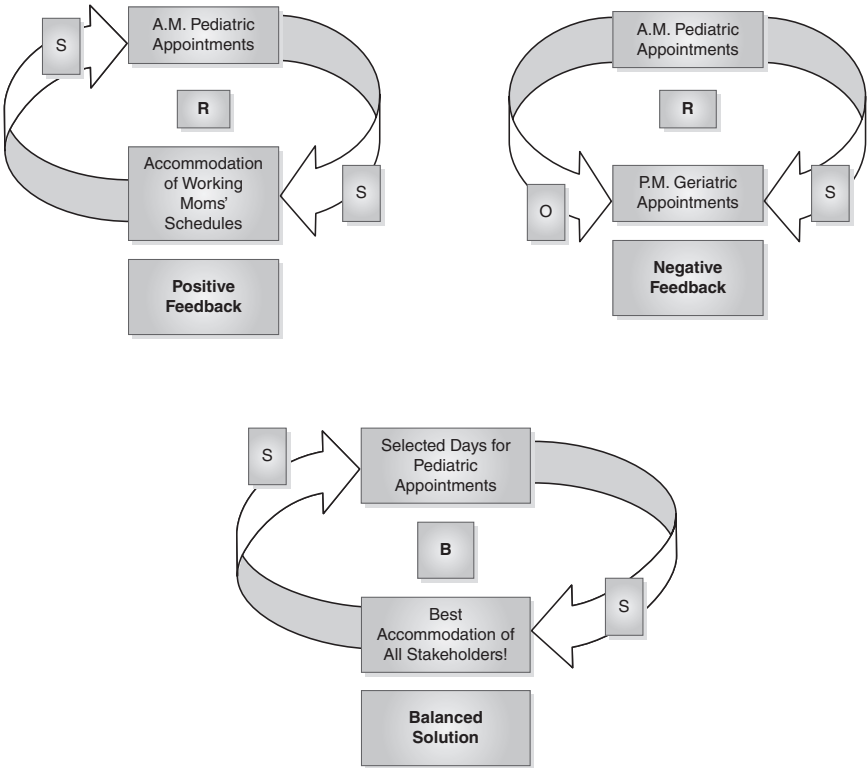 S
A.M. Pediatric
Appointments
R
Accommodation
of Working
Moms'
Schedules
S
Positive
Feedback
A.M. Pediatric
Appointments
R
P.M. Geriatric
Appointments
O
S
Negative
Feedback
S
Selected Days for
Pediatric
Appointments
B
Best
Accommodation of
All Stakeholders!
S
Balanced
Solution